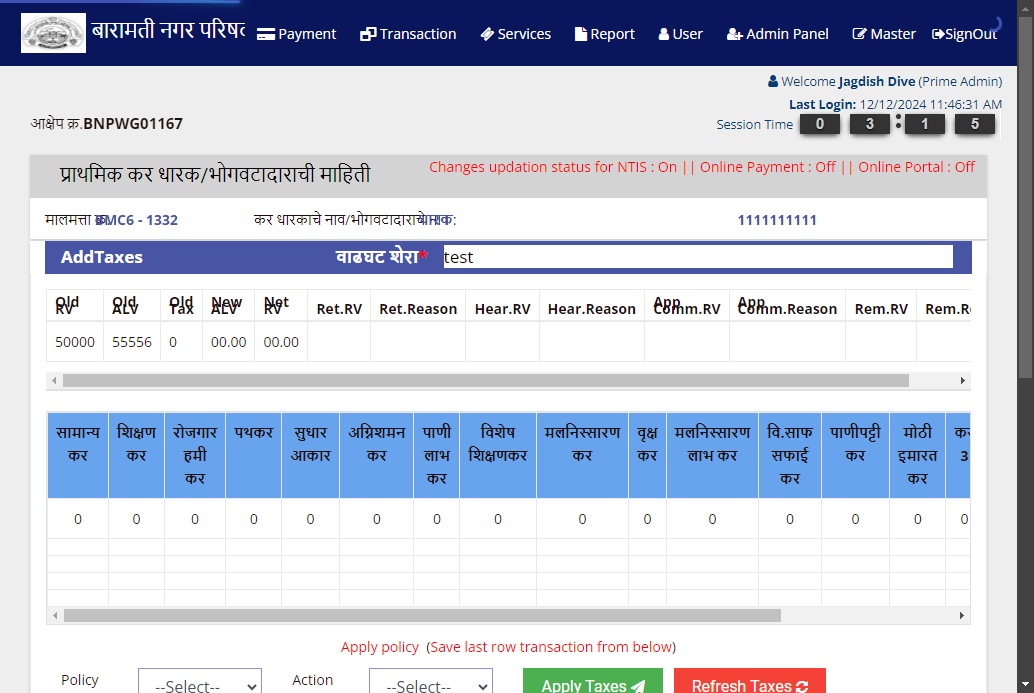 बारामती नगर परिषद Payment Transaction Services Report User Admin Panel Master SignOut
Welcome Jagdish Dive (Prime Admin)
Last Login: 12/12/2024 11:46:31 AM
आक्षेप क्र.BNPWG01167
Session Time 0 3 : 1 5
प्राथमिक कर धारक/भोगवटादाराची माहिती Changes updation status for NTIS : On || Online Payment : Off || Online Portal : Off
मालमत्ता BMC6 - 1332 कर धारकाचे नाव/भोगवटादाराचे 1111111111
AddTaxes वाढघट शेरा* test
Old RV Old ALV Old Tax New ALV Net RV Ret.RV Ret.Reason Hear.RV Hear.Reason App Comm.RV App Comm.Reason Rem.RV Rem.Re
50000 55556 0 00.00 00.00
सामान्य कर शिक्षण कर रोजगार हमी कर पथकर सुधार आकार अग्निशमन कर पाणी लाभ कर विशेष शिक्षणकर मलनिस्सारण कर वृक्ष कर मलनिस्सारण लाभ कर वि.साफ सफाई कर पाणीपट्टी कर मोठी इमारत कर कर 3
0 0 0 0 0 0 0 0 0 0 0 0 0 0 0
Apply policy (Save last row transaction from below)
Policy --Select-- Action --Select-- Apply Taxes Refresh Taxes